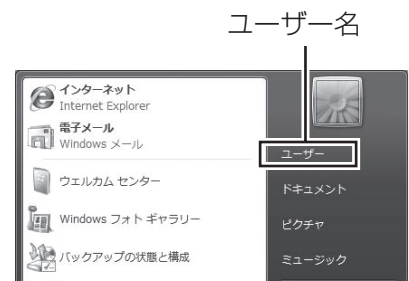 ユーザー名
インターネット
Internet Explorer
電子メール
Windows メール
ウェルカム センター
Windows フォト ギャラリー
バックアップの状態と構成
ユーザー
ドキュメント
ピクチャ
ミュージック